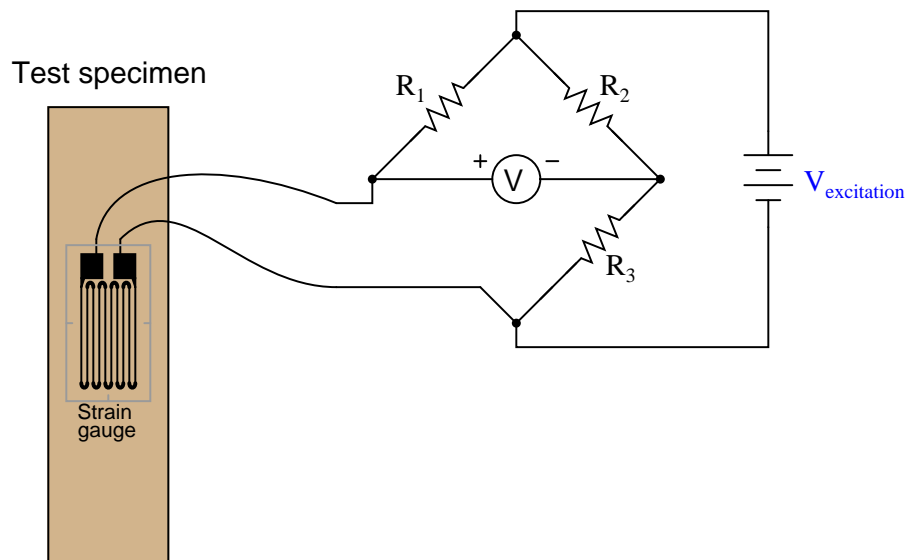 Test specimen
R1
R2
+
−
V
Vexcitation
R3
Strain
gauge